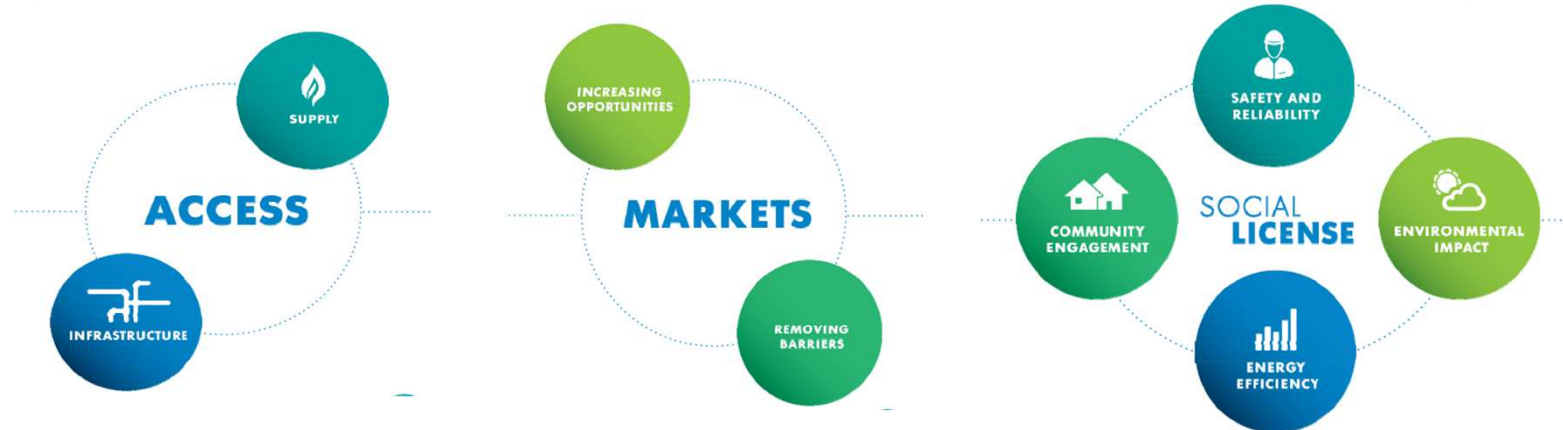 SUPPLY
ACCESS
INFRASTRUCTURE
INCREASING
OPPORTUNITIES
MARKETS
REMOVING
BARRIERS
SAFETY AND
RELIABILITY
COMMUNITY
ENGAGEMENT
SOCIAL
LICENSE
ENVIRONMENTAL
IMPACT
ENERGY
EFFICIENCY